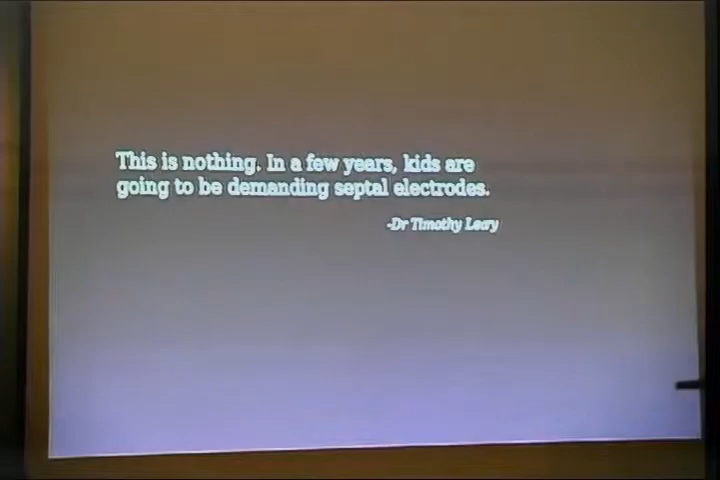 This is nothing. In a few years, kids are
going to be demanding septal electrodes.
-Dr Timothy Leary